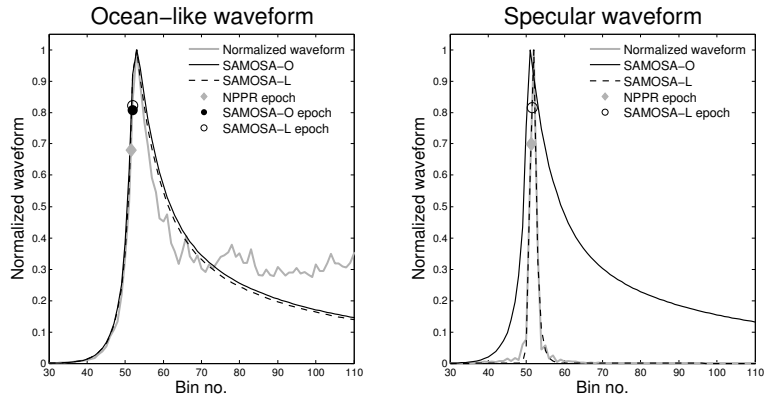 Ocean−like waveform
Normalized waveform
1
0.9
0.8
0.7
0.6
0.5
0.4
0.3
0.2
0.1
0
30 40 50 60 70 80 90 100 110
Bin no.
Normalized waveform
SAMOSA−O
SAMOSA−L
NPPR epoch
SAMOSA−O epoch
SAMOSA−L epoch
Specular waveform
Normalized waveform
1
0.9
0.8
0.7
0.6
0.5
0.4
0.3
0.2
0.1
0
30 40 50 60 70 80 90 100 110
Bin no.
Normalized waveform
SAMOSA−O
SAMOSA−L
NPPR epoch
SAMOSA−L epoch